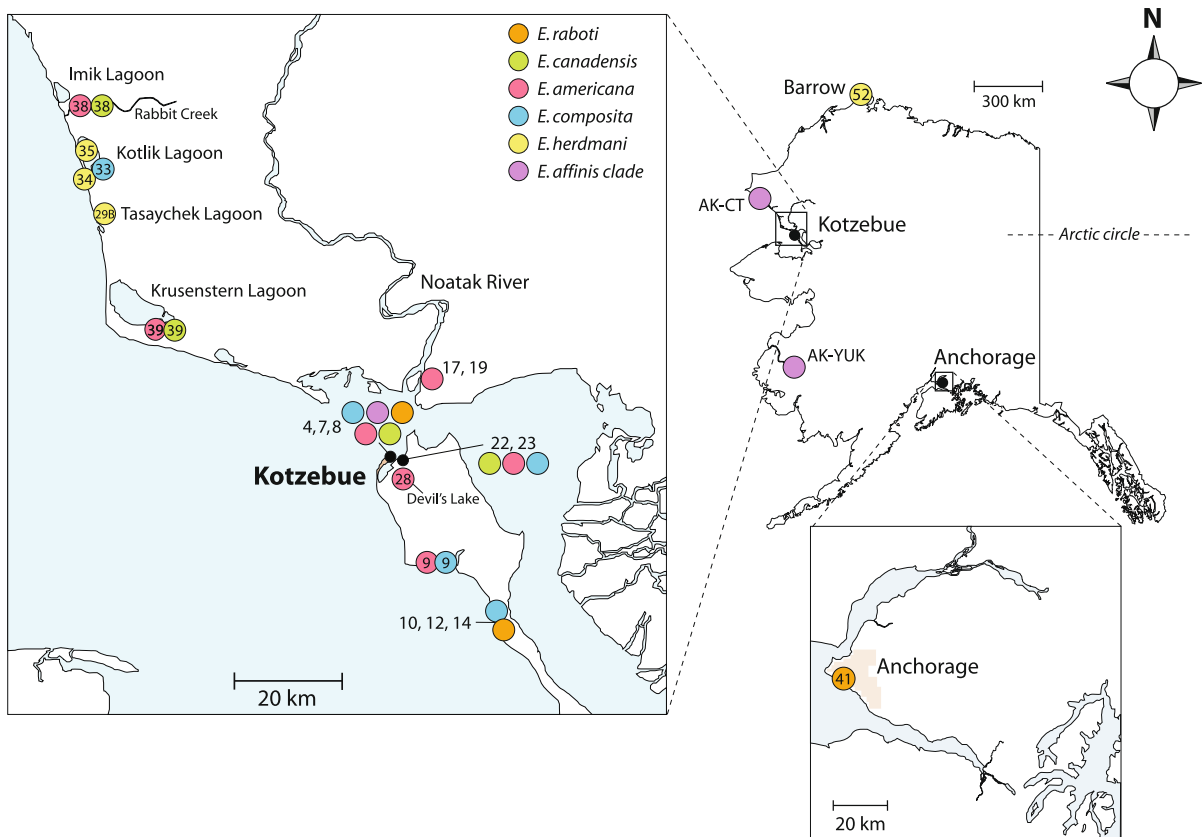 E. raboti
E. canadensis
E. americana
E. composita
E. herdmani
E. affinis clade
Imik Lagoon
38 38
Rabbit Creek
35
Kotlik Lagoon
33
34
29B
Tasaychek Lagoon
Krusenstern Lagoon
39 39
Noatak River
17, 19
4,7,8
22, 23
Kotzebue
28
Devil's Lake
9 9
10, 12, 14
20 km
N
Barrow
52
300 km
AK-CT
Kotzebue
Arctic circle
AK-YUK
Anchorage
Anchorage
41
20 km